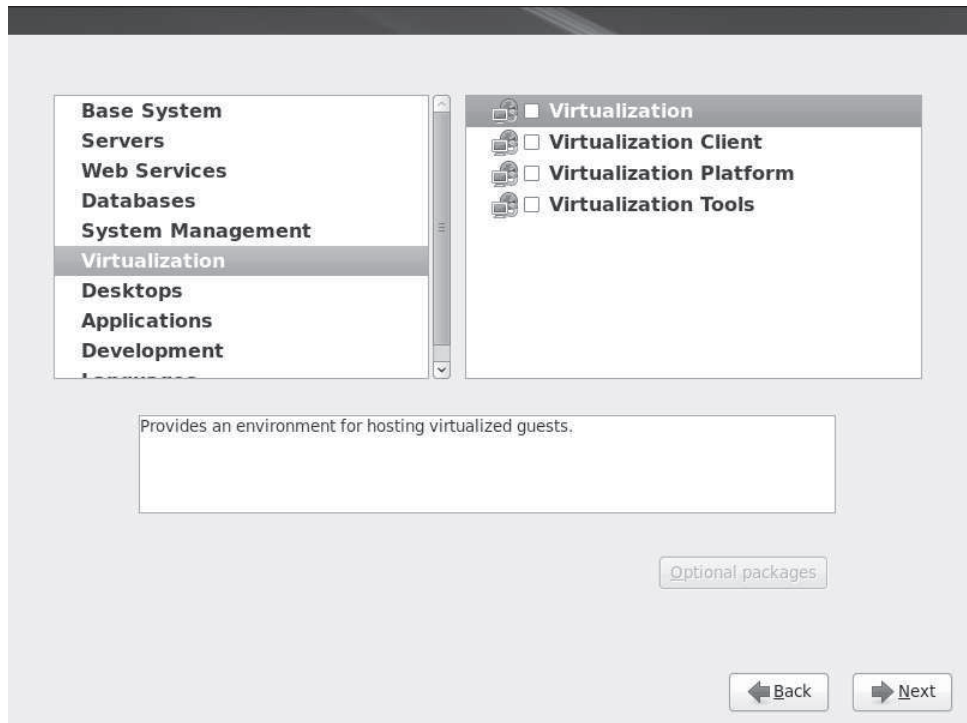 Base System
Servers
Web Services
Databases
System Management
Virtualization
Desktops
Applications
Development
Virtualization
Virtualization Client
Virtualization Platform
Virtualization Tools
Provides an environment for hosting virtualized guests.
Optional packages
Back
Next